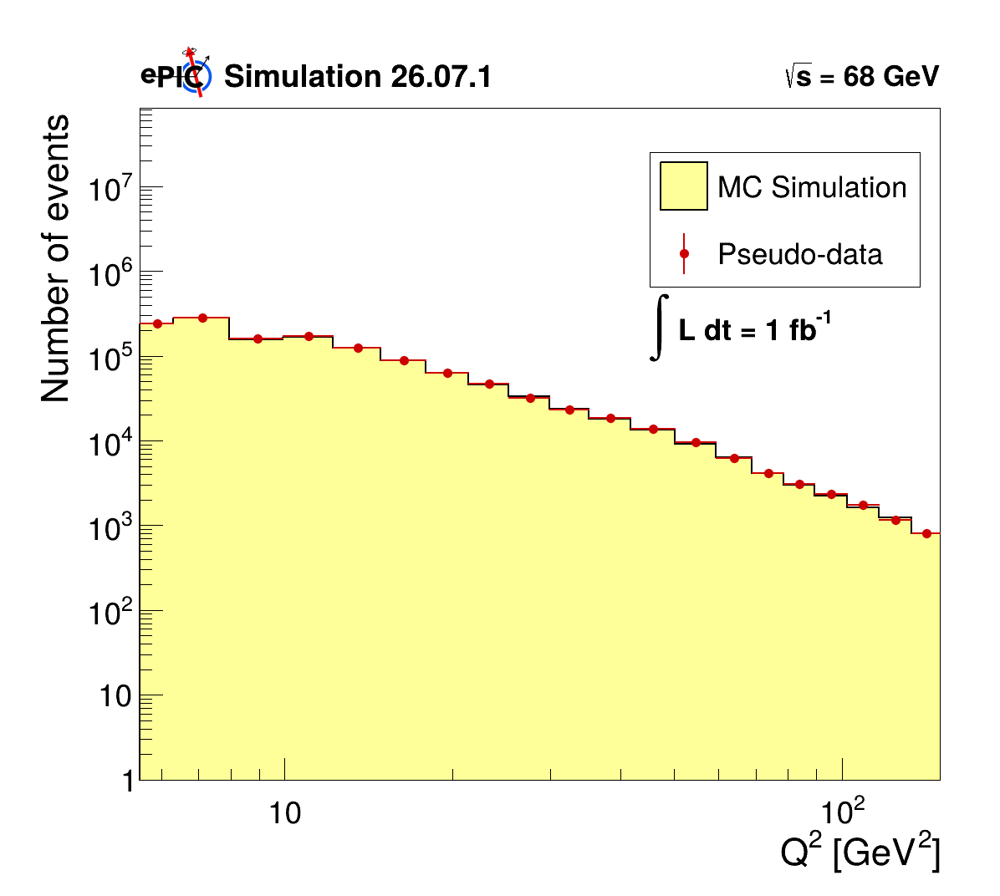 ePIC Simulation 26.07.1
√s = 68 GeV
Number of events
10⁷
10⁶
10⁵
10⁴
10³
10²
10
1
MC Simulation
Pseudo-data
∫ L dt = 1 fb⁻¹
10 10²
Q² [GeV²]